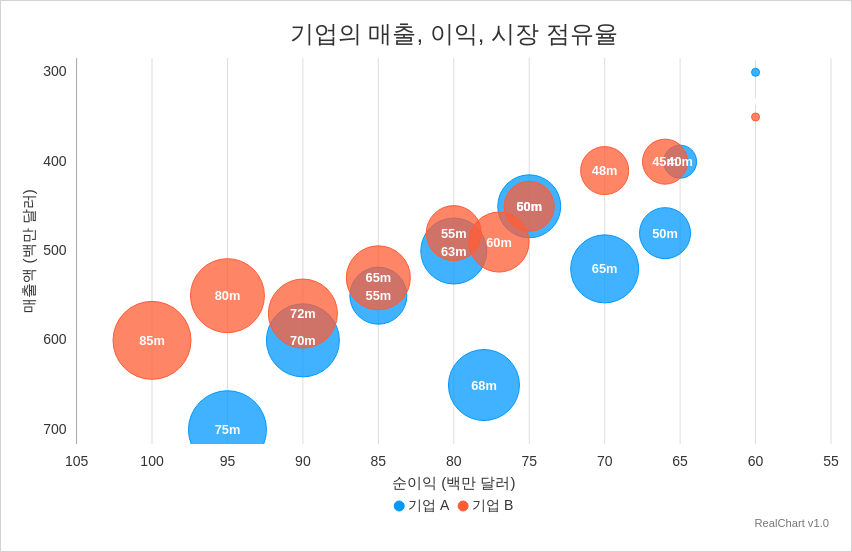 기업의 매출, 이익, 시장 점유율
300
400
500
600
700
매출액 (백만 달러)
48m
45m
40m
60m
55m
63m
60m
50m
65m
65m
55m
80m
72m
70m
85m
68m
75m
105 100 95 90 85 80 75 70 65 60 55
순이익 (백만 달러)
기업 A 기업 B
RealChart v1.0